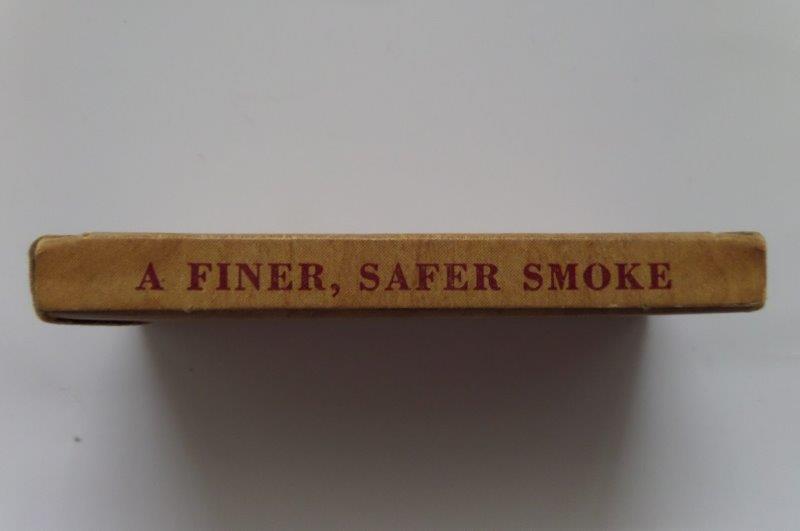 A FINER, SAFER SMOKE